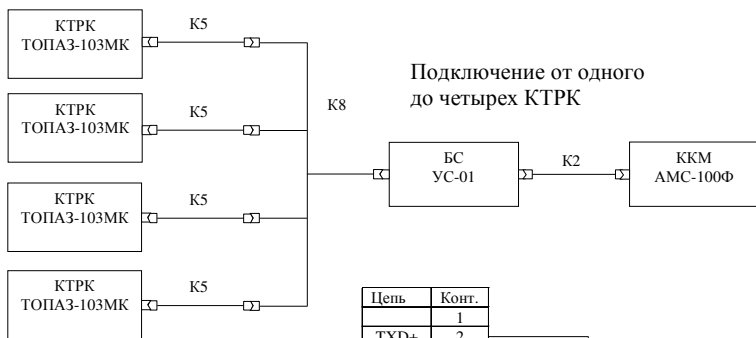 КТРК
ТОПАЗ-103МК
К5
КТРК
ТОПАЗ-103МК
К5
КТРК
ТОПАЗ-103МК
К5
КТРК
ТОПАЗ-103МК
К5
К8
Подключение от одного
до четырех КТРК
БС
УС-01
К2
ККМ
АМС-100Ф
Цепь Конт.
1
TXD+ 2